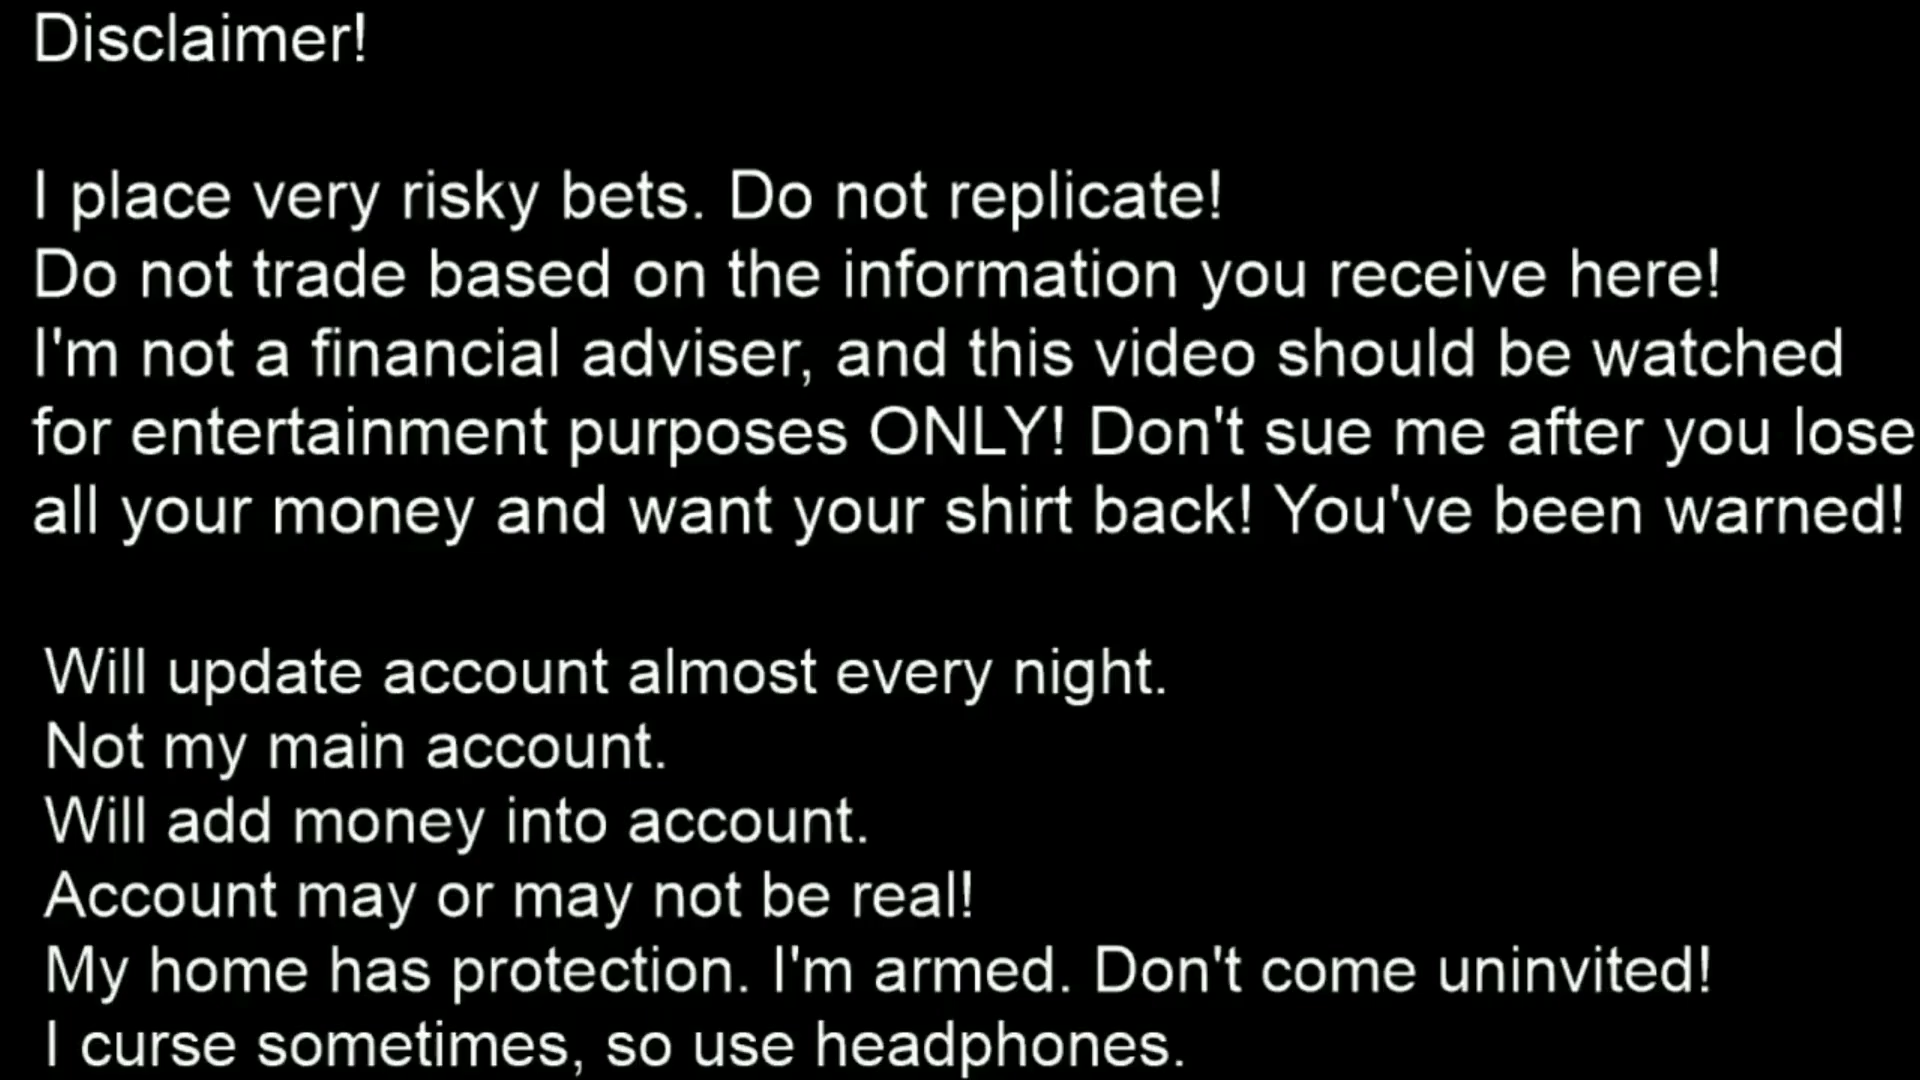 Disclaimer!
I place very risky bets. Do not replicate!
Do not trade based on the information you receive here!
I'm not a financial adviser, and this video should be watched
for entertainment purposes ONLY! Don't sue me after you lose
all your money and want your shirt back! You've been warned!
Will update account almost every night.
Not my main account.
Will add money into account.
Account may or may not be real!
My home has protection. I'm armed. Don't come uninvited!
I curse sometimes, so use headphones.